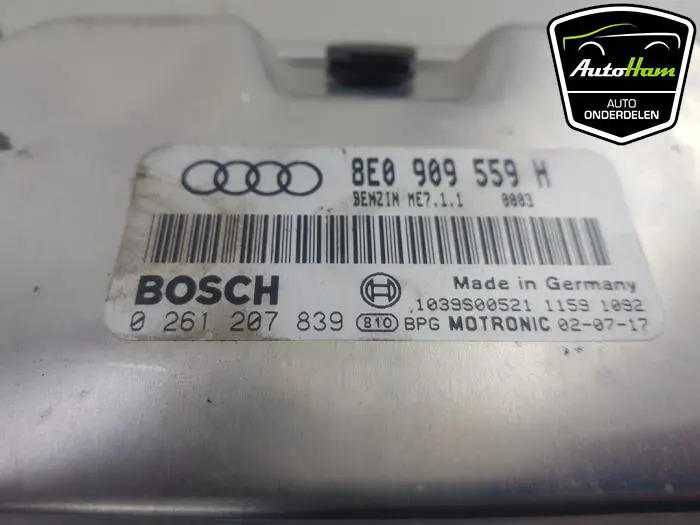 AutoHam
AUTO
ONDERDELEN
8E0 909 559 H
BENZIN ME7.1.1 0003
BOSCH
Made in Germany
1039S00521 1159 1092
0 261 207 839 810 BPG MOTRONIC 02-07-17